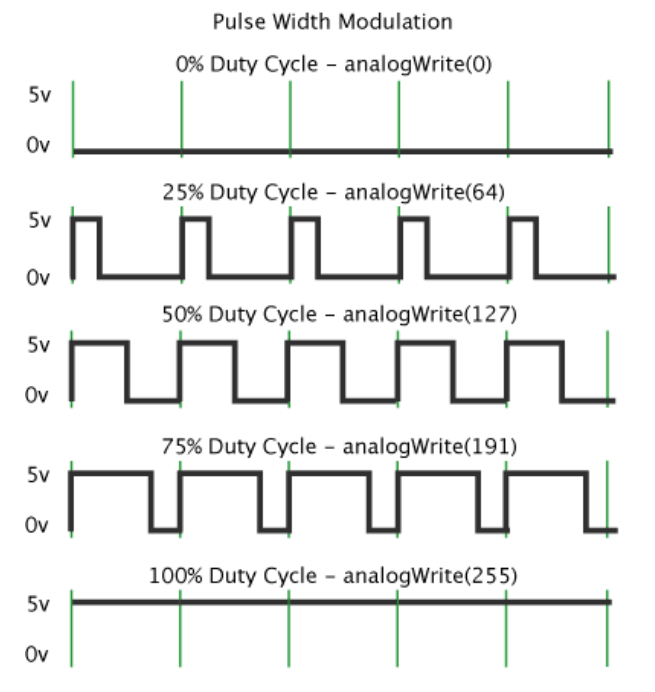 Pulse Width Modulation
0% Duty Cycle – analogWrite(0)
5v
0v
25% Duty Cycle – analogWrite(64)
5v
0v
50% Duty Cycle – analogWrite(127)
5v
0v
75% Duty Cycle – analogWrite(191)
5v
0v
100% Duty Cycle – analogWrite(255)
5v
0v